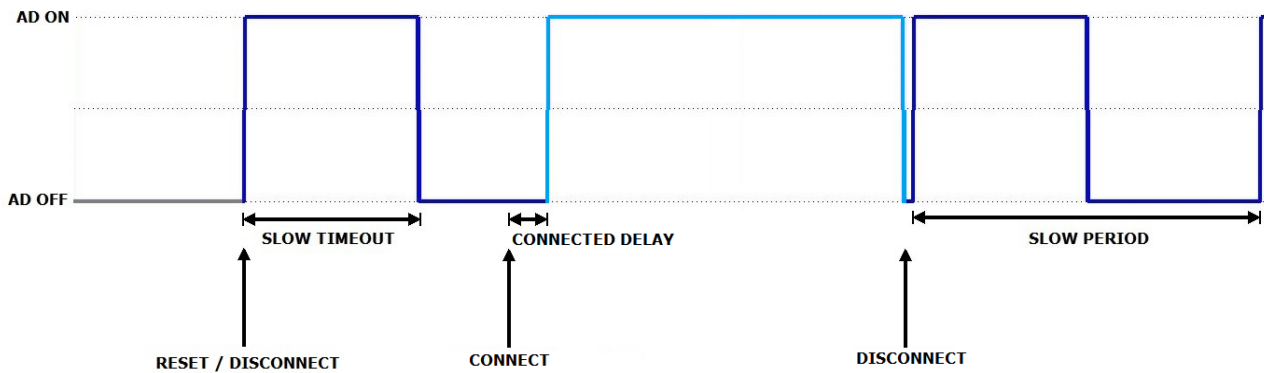 AD ON
AD OFF
SLOW TIMEOUT
CONNECTED DELAY
SLOW PERIOD
RESET / DISCONNECT
CONNECT
DISCONNECT